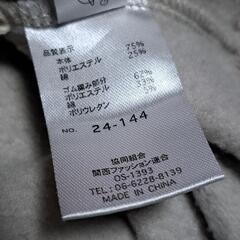 品質表示
本体
ポリエステル 75%
綿 25%
ゴム編み部分
ポリエステル 62%
綿 33%
ポリウレタン 5%
NO. 24-144
協同組合
関西ファッション連合
OS-1393
TEL: 06-6228-8139
MADE IN CHINA